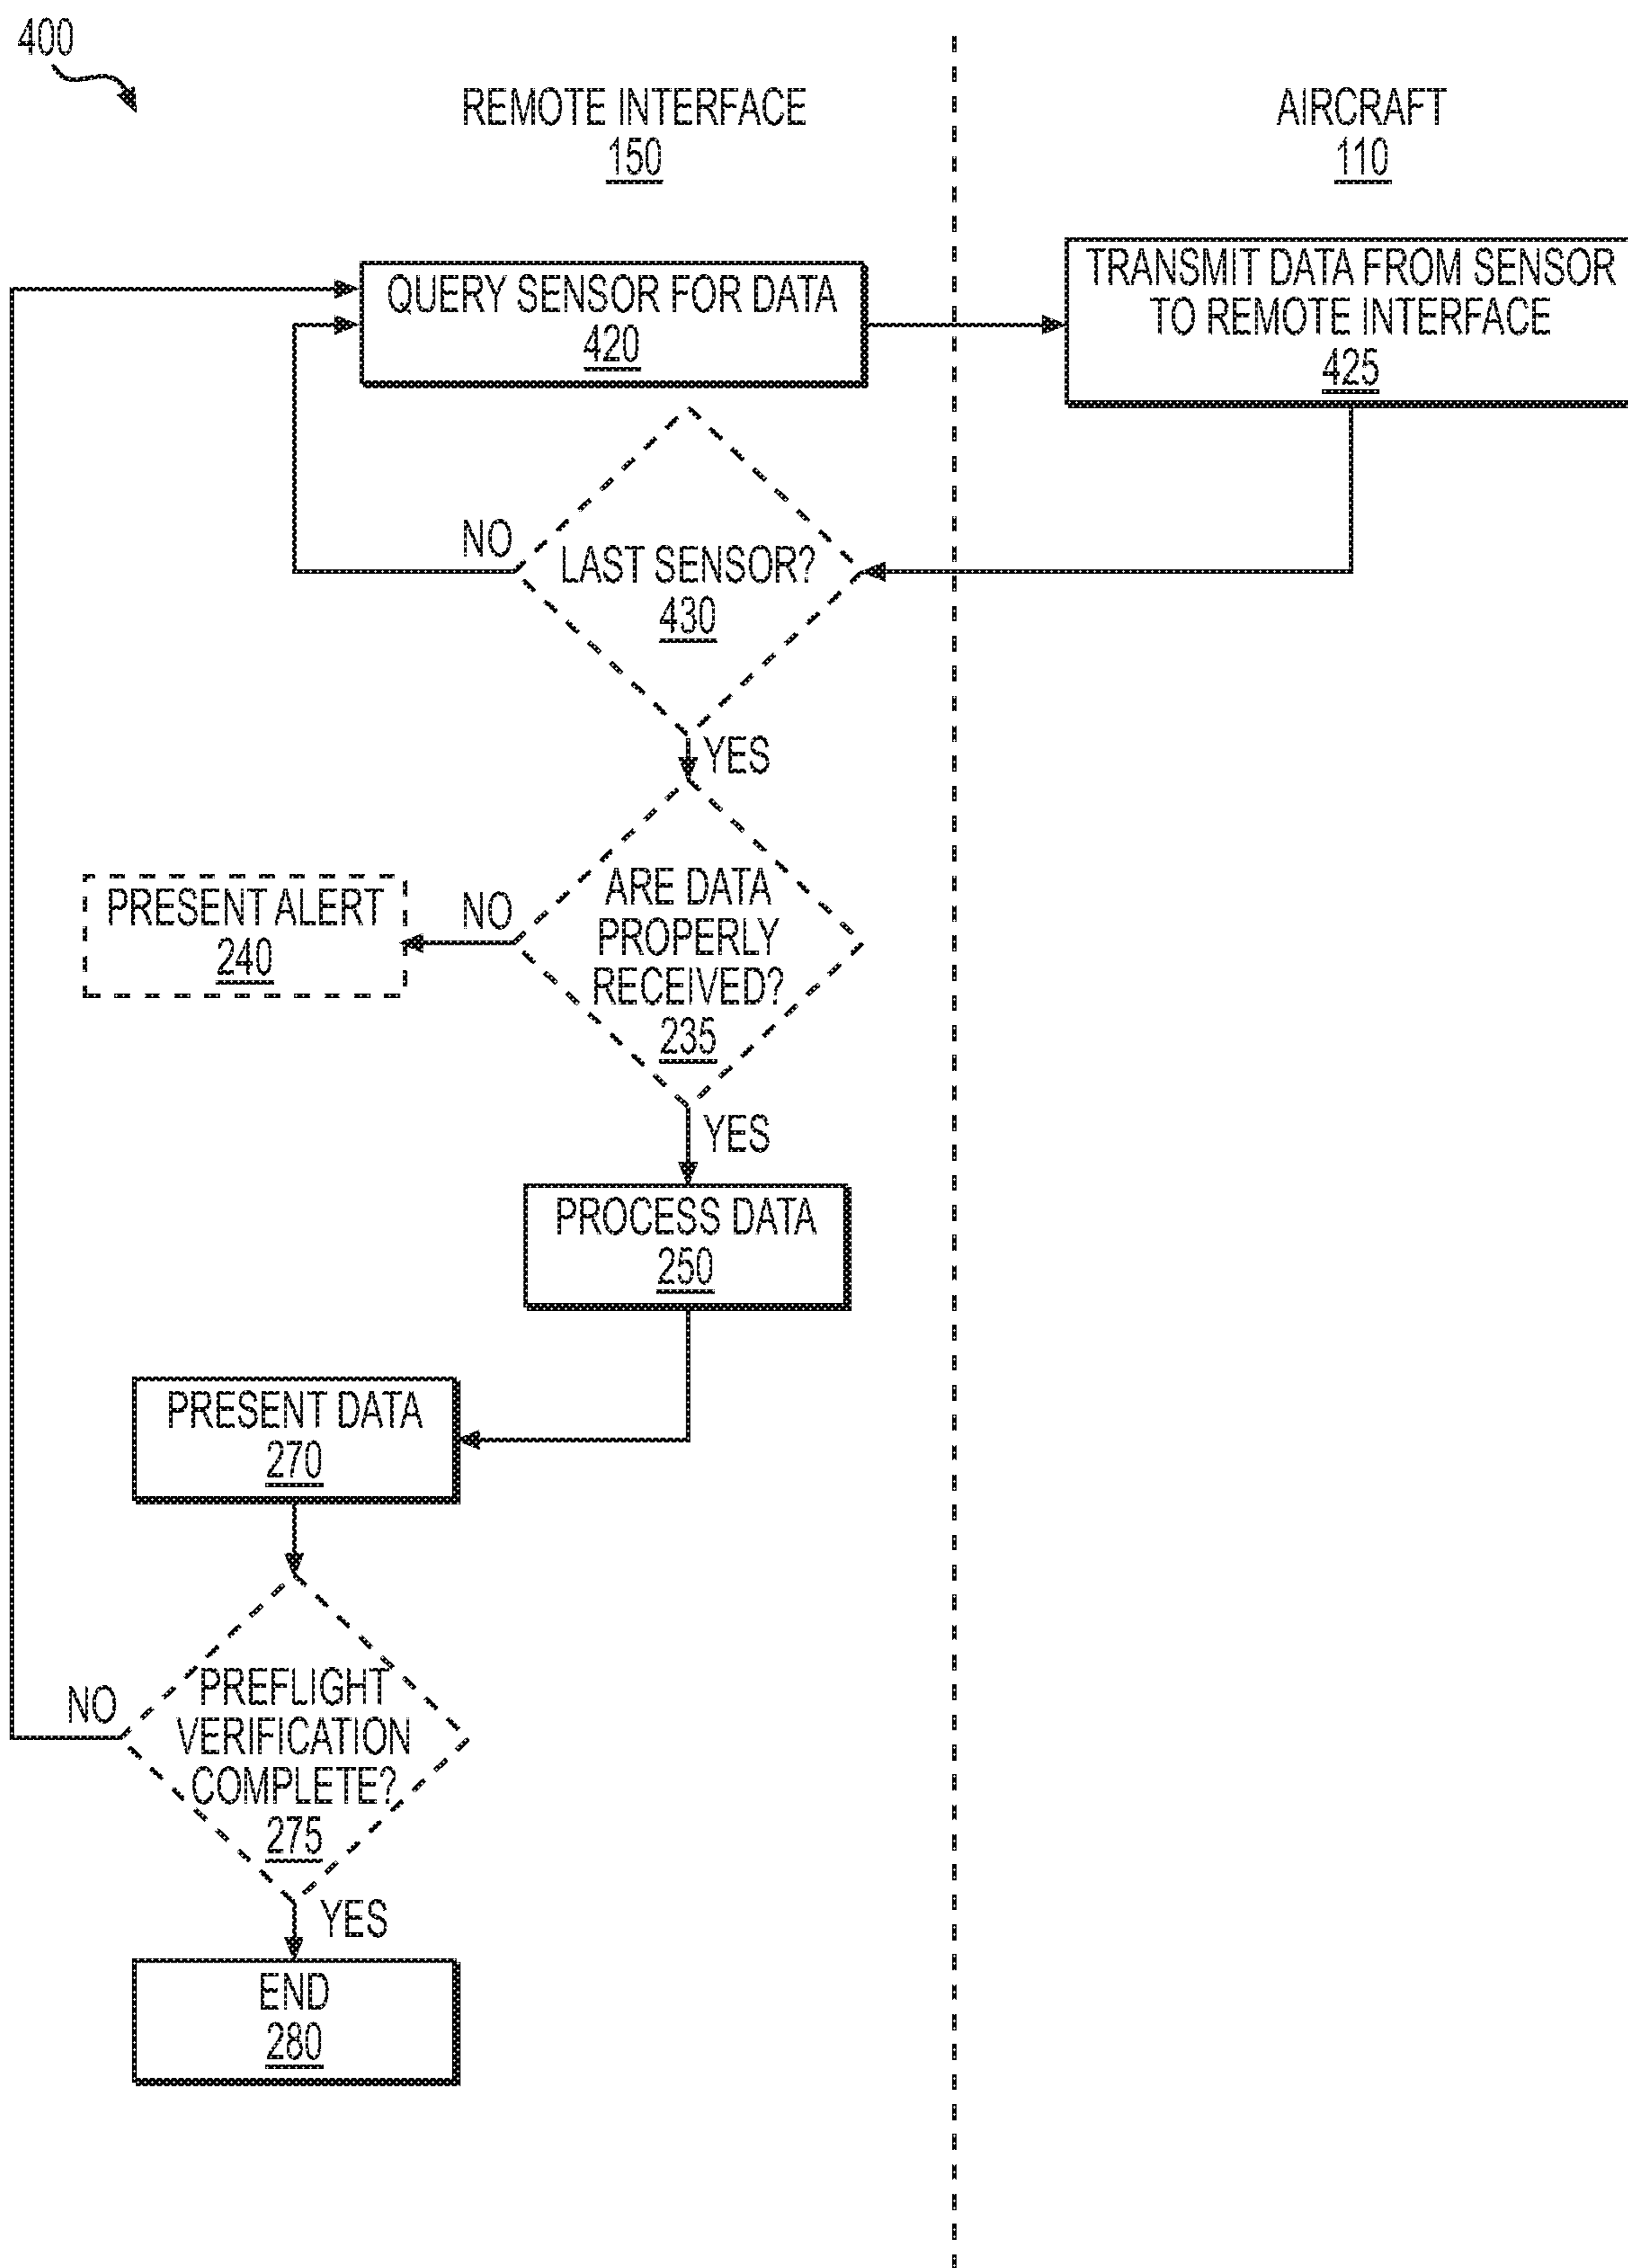 400
REMOTE INTERFACE
150
AIRCRAFT
110
QUERY SENSOR FOR DATA
420
TRANSMIT DATA FROM SENSOR
TO REMOTE INTERFACE
425
NO
LAST SENSOR?
430
YES
ARE DATA
PROPERLY
RECEIVED?
235
NO
PRESENT ALERT
240
YES
PROCESS DATA
250
PRESENT DATA
270
NO
PREFLIGHT
VERIFICATION
COMPLETE?
275
YES
END
280